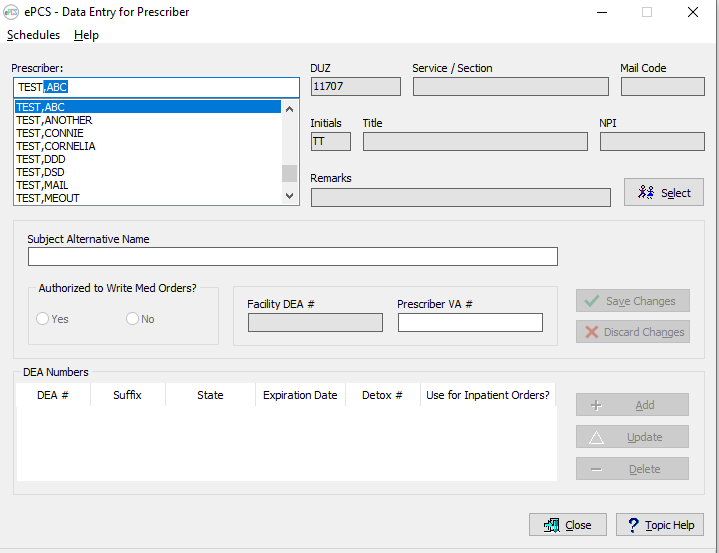 ePCS - Data Entry for Prescriber
Schedules Help
Prescriber:
TEST,ABC
TEST,ABC
TEST,ANOTHER
TEST,CONNIE
TEST,CORNELIA
TEST,DDD
TEST,DSD
TEST,MAIL
TEST,MEOUT
DUZ
11707
Service / Section
Mail Code
Initials
TT
Title
NPI
Remarks
Select
Subject Alternative Name
Authorized to Write Med Orders?
Yes No
Facility DEA #
Prescriber VA #
Save Changes
Discard Changes
DEA Numbers
DEA # Suffix State Expiration Date Detox # Use for Inpatient Orders?
Add
Update
Delete
Close
Topic Help